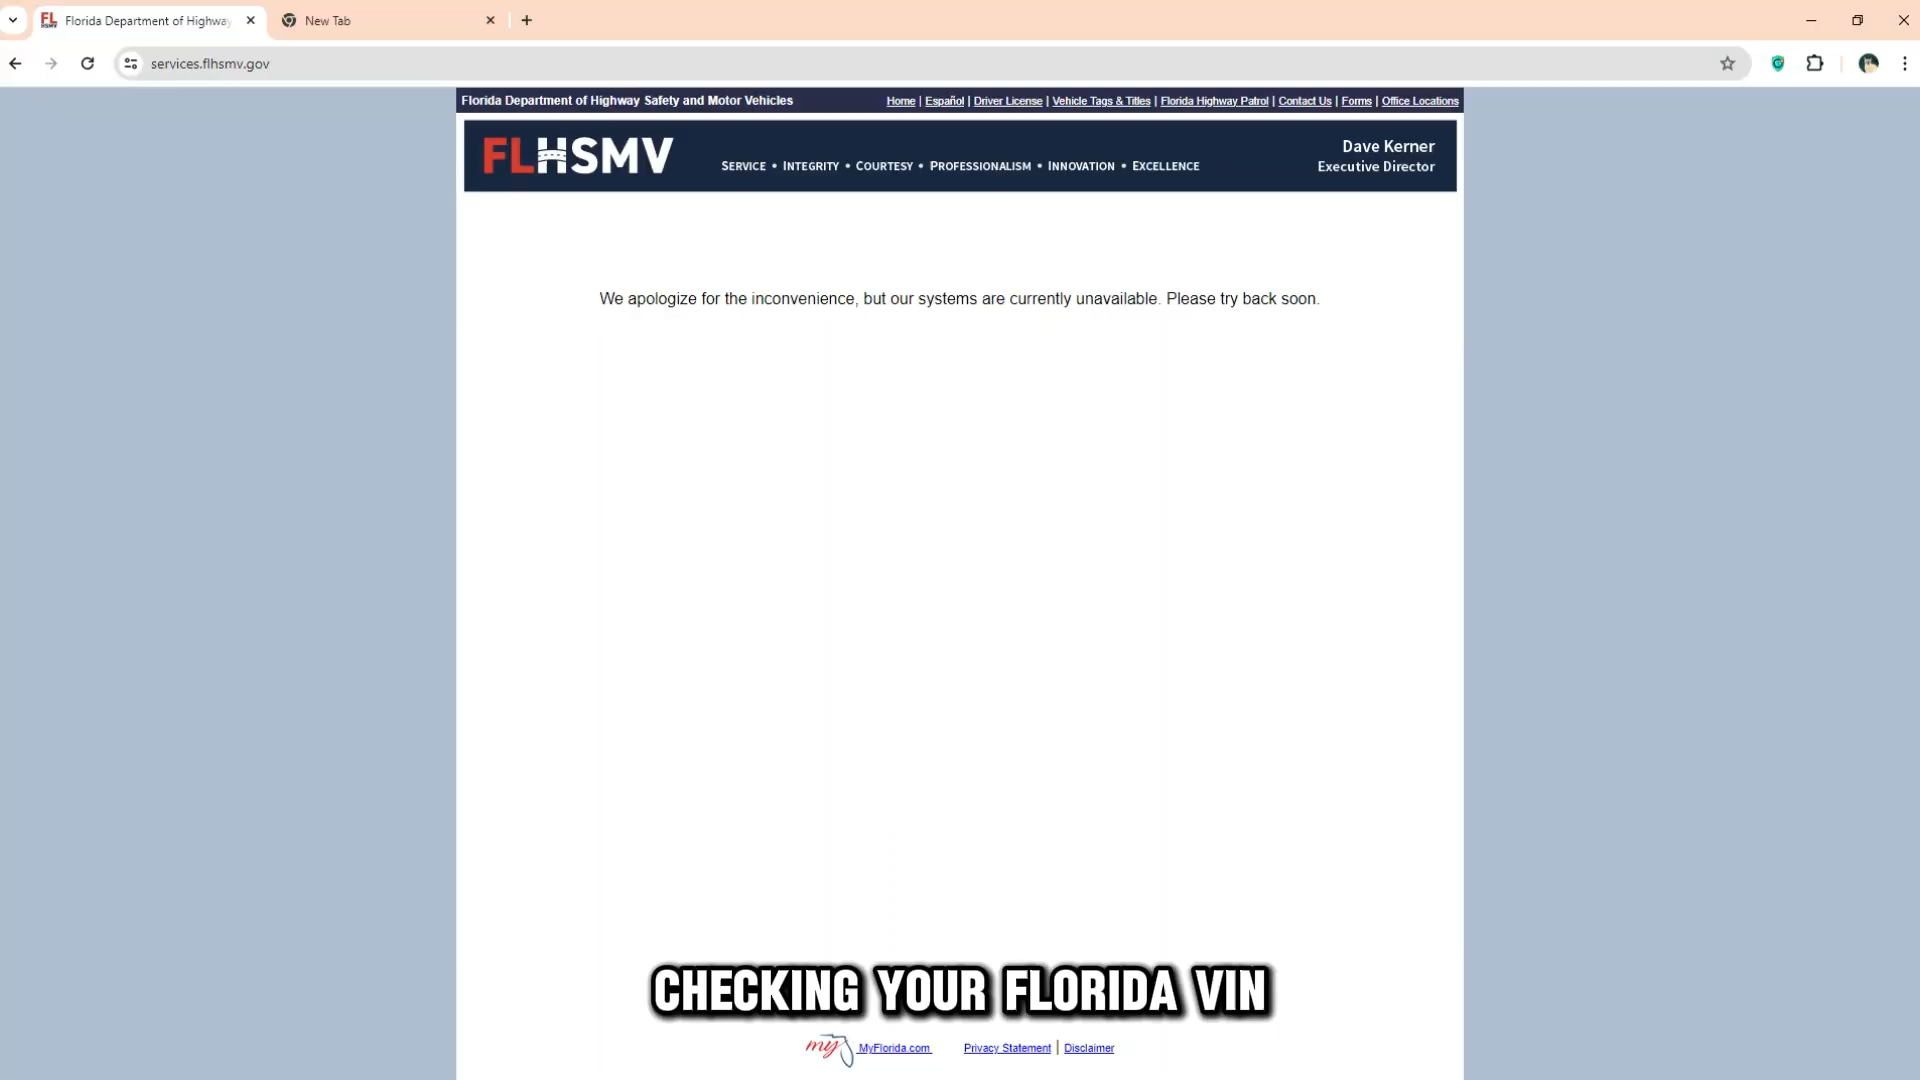 Florida Department of Highway
New Tab
services.flhsmv.gov
Florida Department of Highway Safety and Motor Vehicles
Home | Español | Driver License | Vehicle Tags & Titles | Florida Highway Patrol | Contact Us | Forms | Office Locations
FLHSMV
SERVICE • INTEGRITY • COURTESY • PROFESSIONALISM • INNOVATION • EXCELLENCE
Dave Kerner
Executive Director
We apologize for the inconvenience, but our systems are currently unavailable. Please try back soon.
CHECKING YOUR FLORIDA VIN
my MyFlorida.com Privacy Statement | Disclaimer